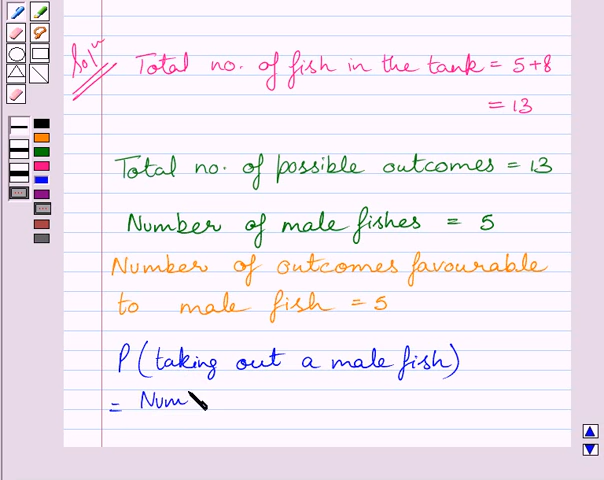 Solⁿ
Total no. of fish in the tank = 5+8
= 13
Total no. of possible outcomes = 13
Number of male fishes = 5
Number of outcomes favourable
to male fish = 5
P (taking out a male fish)
= Num